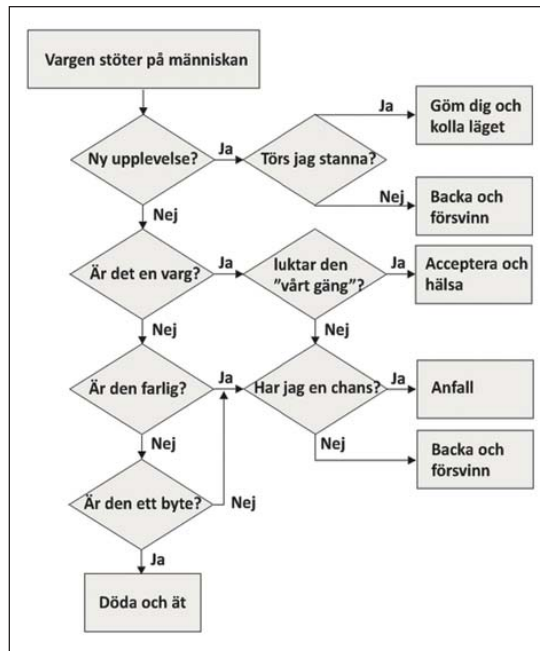 Vargen stöter på människan
Ny upplevelse?
Ja
Törs jag stanna?
Ja
Göm dig och
kolla läget
Nej
Backa och
försvinn
Nej
Är det en varg?
Ja
luktar den
”vårt gäng”?
Ja
Acceptera och
hälsa
Nej
Nej
Är den farlig?
Ja
Har jag en chans?
Ja
Anfall
Nej
Nej
Backa och
försvinn
Är den ett byte?
Nej
Ja
Döda och ät